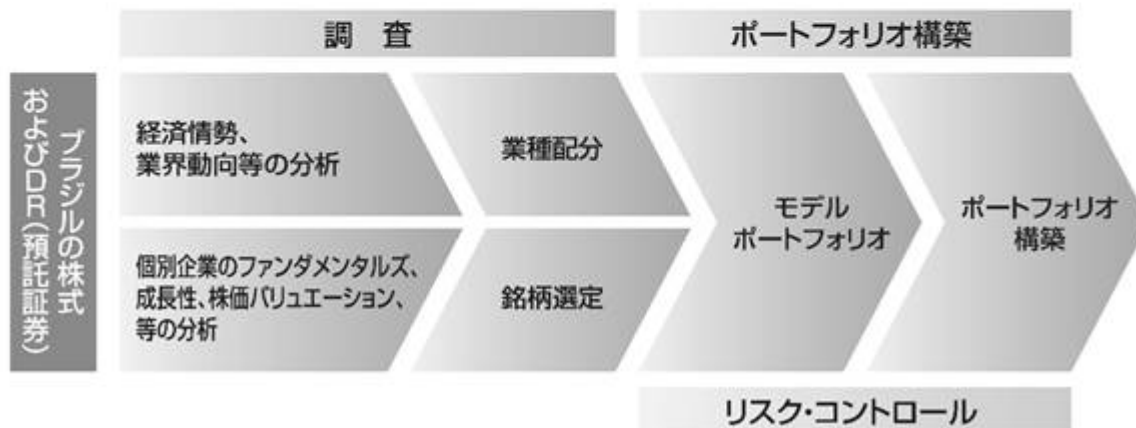 調 査
ポートフォリオ構築
ブラジルの株式
およびDR(預託証券)
経済情勢、
業界動向等の分析
業種配分
個別企業のファンダメンタルズ、
成長性、株価バリュエーション、
等の分析
銘柄選定
モデル
ポートフォリオ
ポートフォリオ
構築
リスク・コントロール